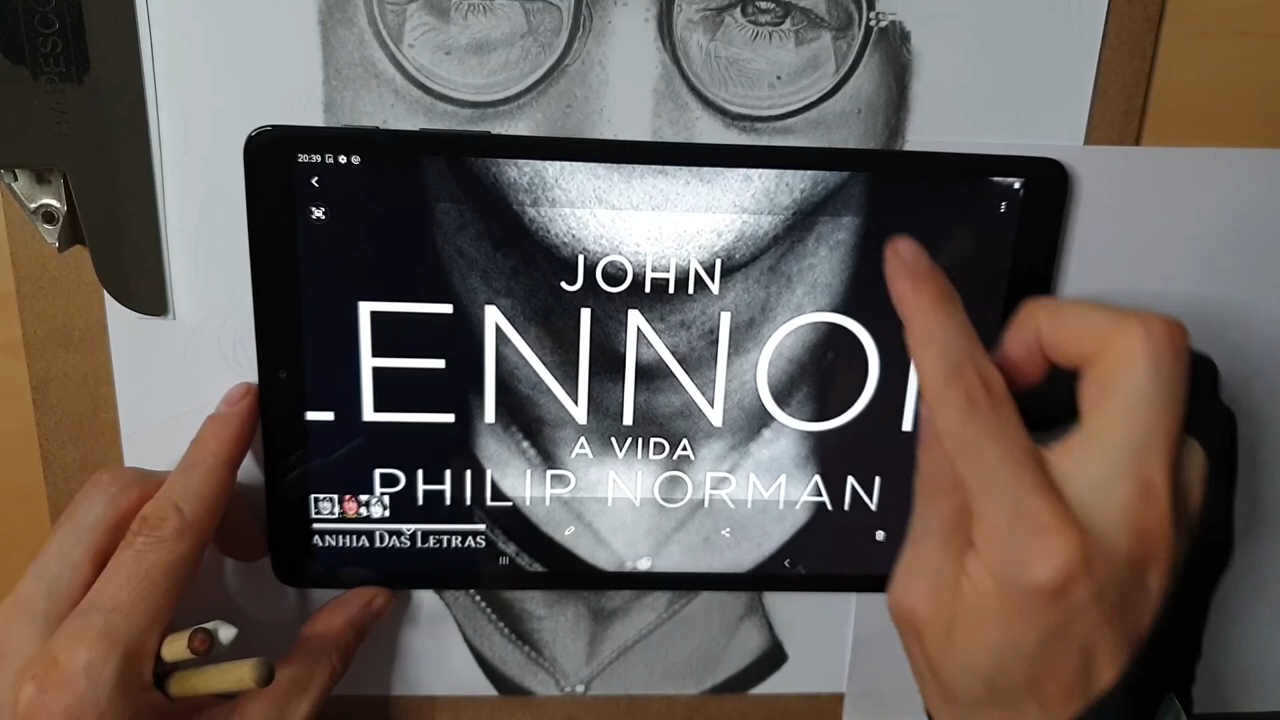 20:39
JOHN
LENNON
A VIDA
PHILIP NORMAN
ANHIA DAS LETRAS